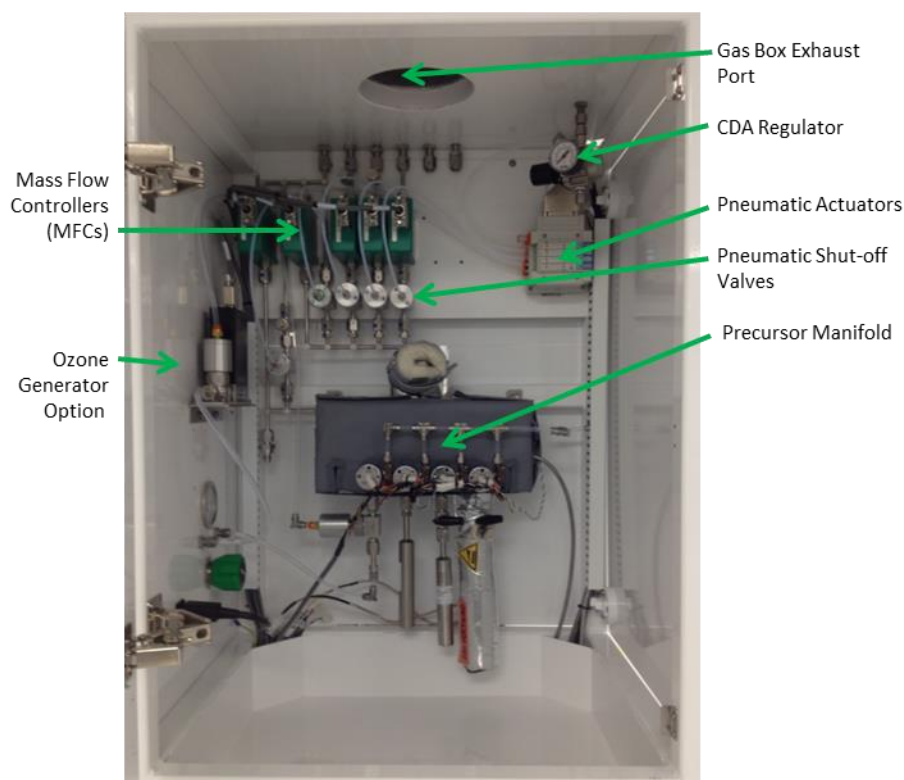 Gas Box Exhaust
Port
CDA Regulator
Mass Flow
Controllers
(MFCs)
Pneumatic Actuators
Pneumatic Shut-off
Valves
Precursor Manifold
Ozone
Generator
Option